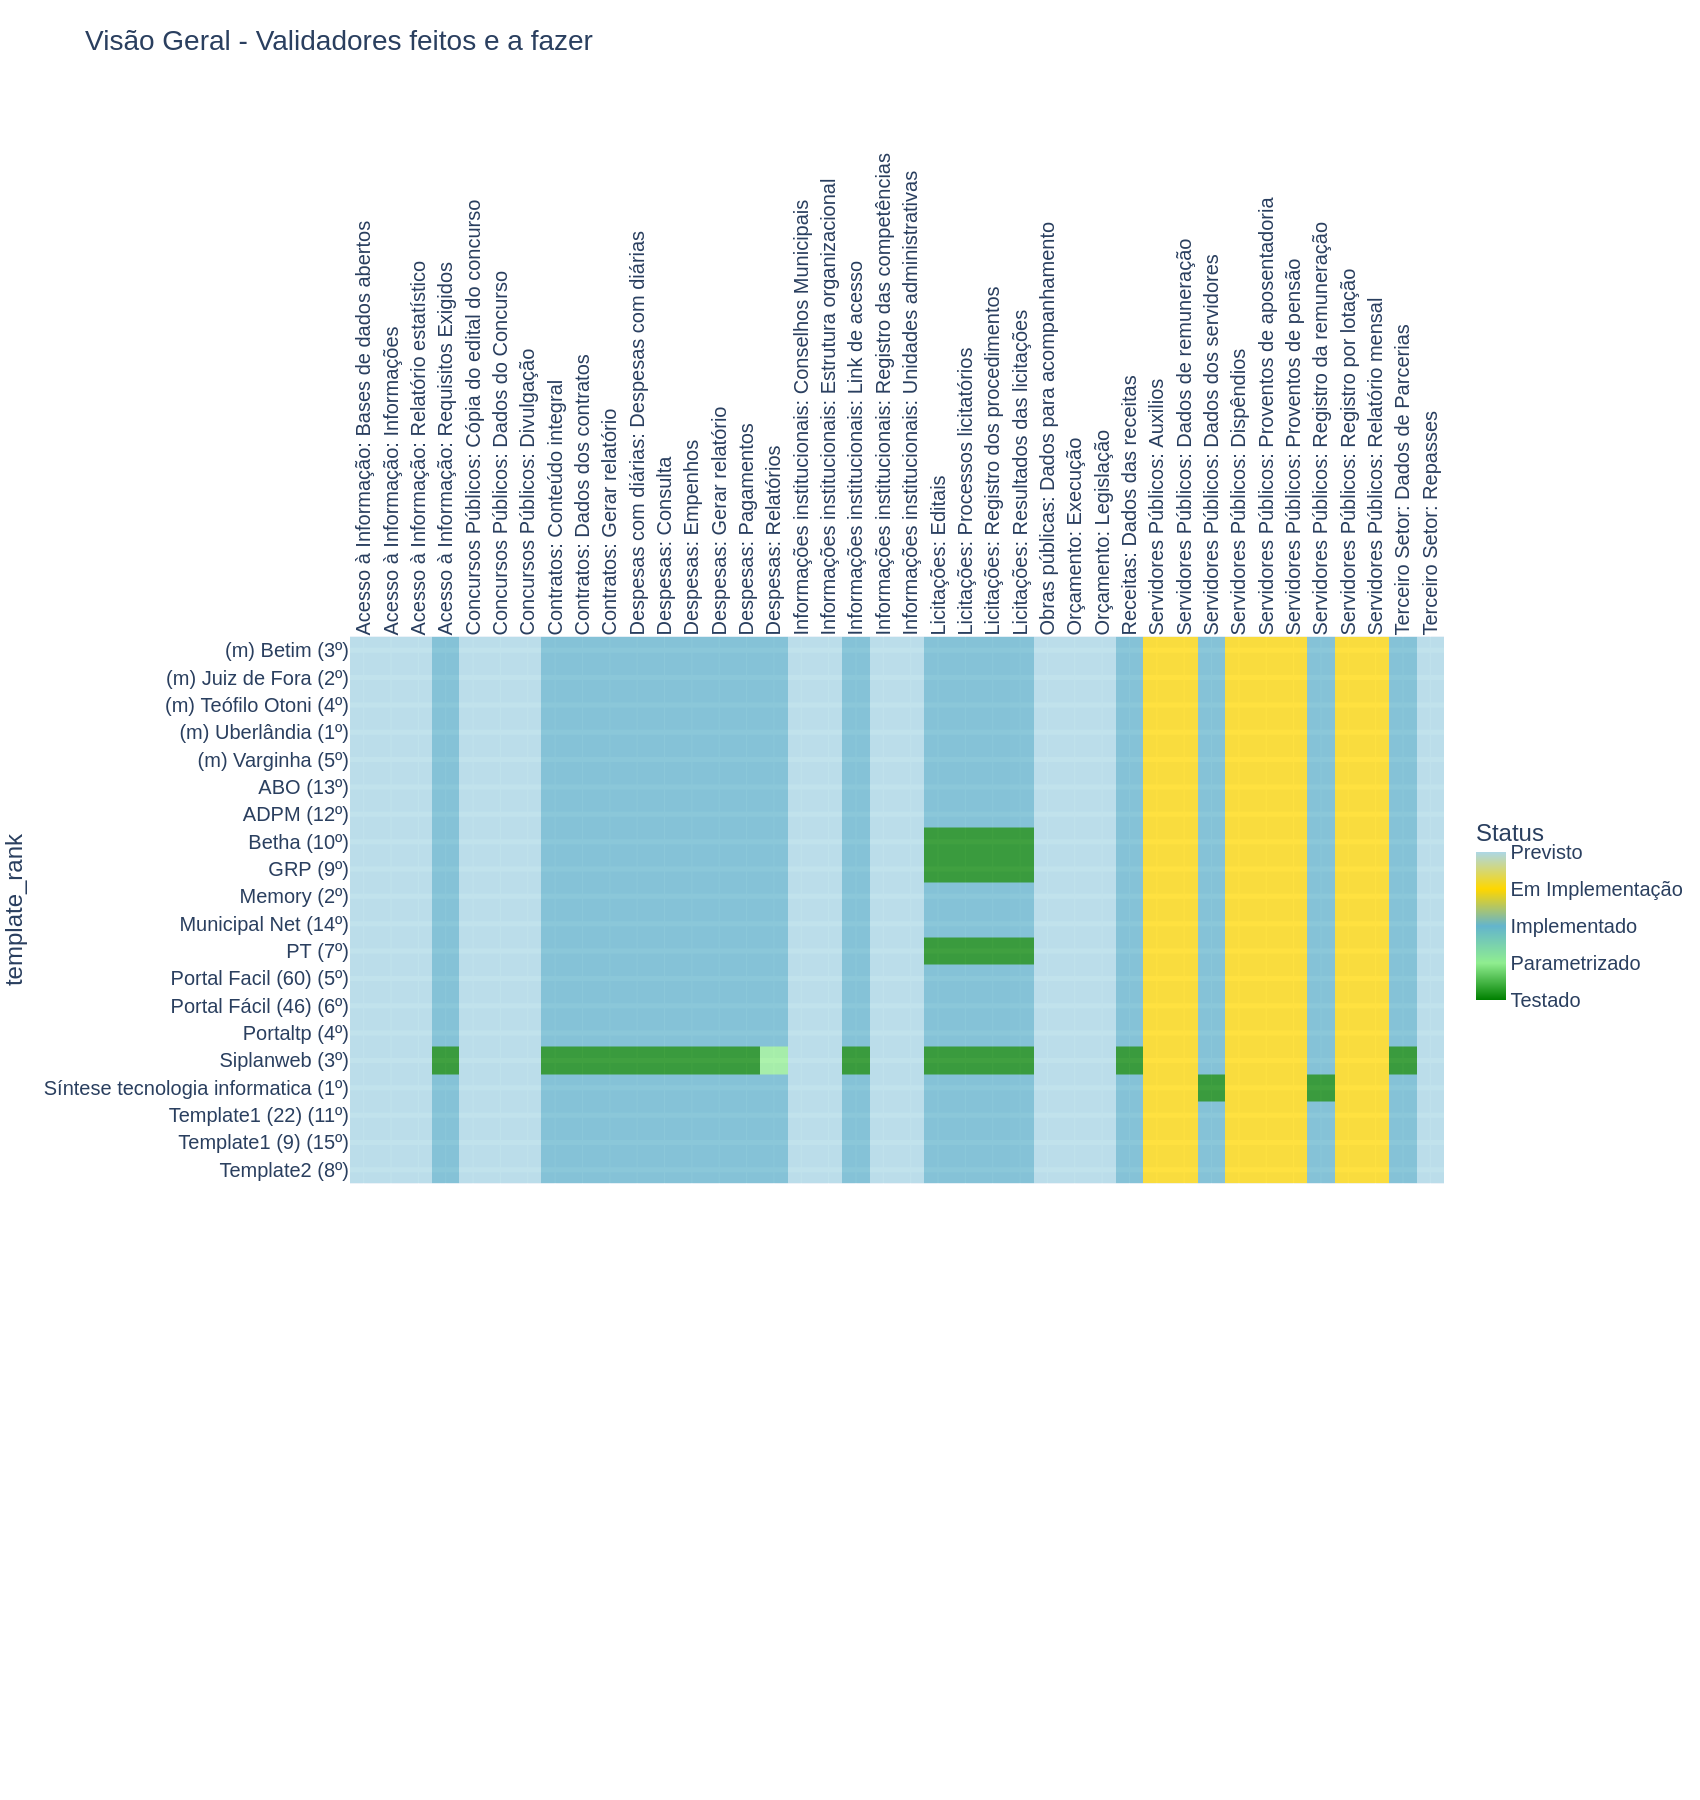 Visão Geral - Validadores feitos e a fazer
Acesso à Informação: Bases de dados abertos
Acesso à Informação: Informações
Acesso à Informação: Relatório estatístico
Acesso à Informação: Requisitos Exigidos
Concursos Públicos: Cópia do edital do concurso
Concursos Públicos: Dados do Concurso
Concursos Públicos: Divulgação
Contratos: Conteúdo integral
Contratos: Dados dos contratos
Contratos: Gerar relatório
Despesas com diárias: Despesas com diárias
Despesas: Consulta
Despesas: Empenhos
Despesas: Gerar relatório
Despesas: Pagamentos
Despesas: Relatórios
Informações institucionais: Conselhos Municipais
Informações institucionais: Estrutura organizacional
Informações institucionais: Link de acesso
Informações institucionais: Registro das competências
Informações institucionais: Unidades administrativas
Licitações: Editais
Licitações: Processos licitatórios
Licitações: Registro dos procedimentos
Licitações: Resultados das licitações
Obras públicas: Dados para acompanhamento
Orçamento: Execução
Orçamento: Legislação
Receitas: Dados das receitas
Servidores Públicos: Auxílios
Servidores Públicos: Dados de remuneração
Servidores Públicos: Dados dos servidores
Servidores Públicos: Dispêndios
Servidores Públicos: Proventos de aposentadoria
Servidores Públicos: Proventos de pensão
Servidores Públicos: Registro da remuneração
Servidores Públicos: Registro por lotação
Servidores Públicos: Relatório mensal
Terceiro Setor: Dados de Parcerias
Terceiro Setor: Repasses
template_rank
(m) Betim (3º)
(m) Juiz de Fora (2º)
(m) Teófilo Otoni (4º)
(m) Uberlândia (1º)
(m) Varginha (5º)
ABO (13º)
ADPM (12º)
Betha (10º)
GRP (9º)
Memory (2º)
Municipal Net (14º)
PT (7º)
Portal Facil (60) (5º)
Portal Fácil (46) (6º)
Portaltp (4º)
Siplanweb (3º)
Síntese tecnologia informatica (1º)
Template1 (22) (11º)
Template1 (9) (15º)
Template2 (8º)
Status
Previsto
Em Implementação
Implementado
Parametrizado
Testado